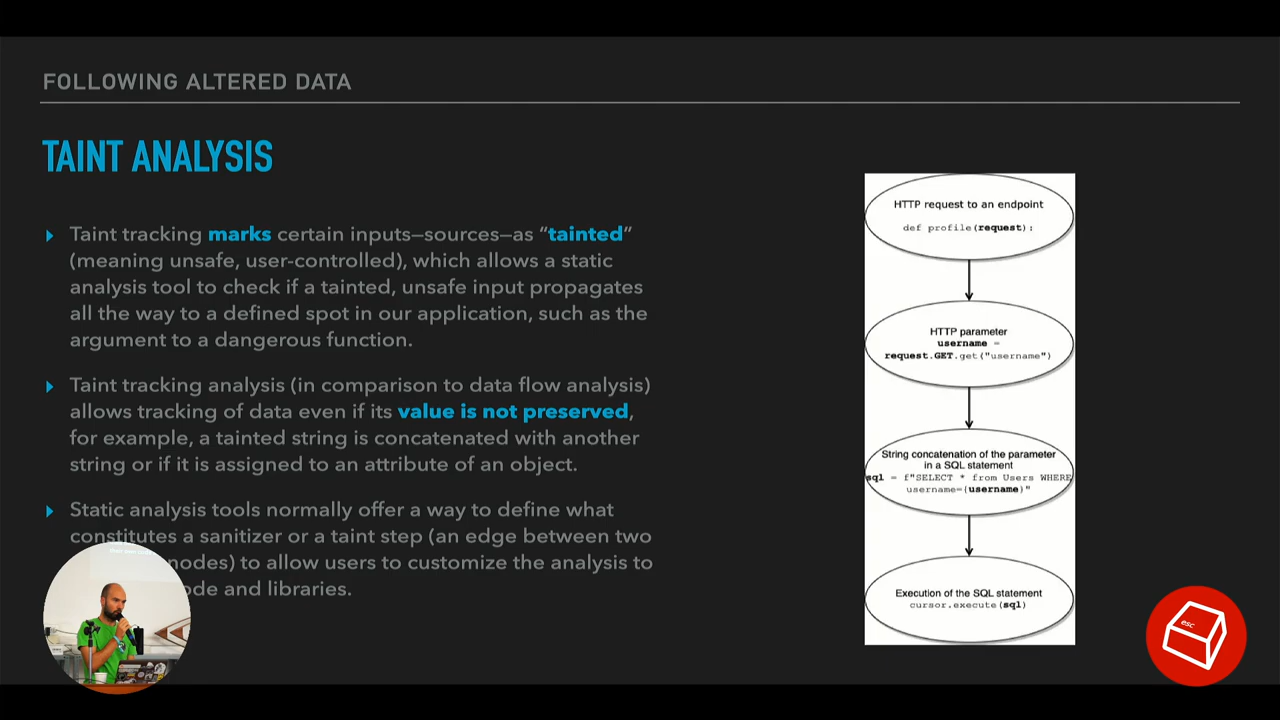 FOLLOWING ALTERED DATA
TAINT ANALYSIS
Taint tracking marks certain inputs—sources—as “tainted”
(meaning unsafe, user-controlled), which allows a static
analysis tool to check if a tainted, unsafe input propagates
all the way to a defined spot in our application, such as the
argument to a dangerous function.
Taint tracking analysis (in comparison to data flow analysis)
allows tracking of data even if its value is not preserved,
for example, a tainted string is concatenated with another
string or if it is assigned to an attribute of an object.
Static analysis tools normally offer a way to define what
constitutes a sanitizer or a taint step (an edge between two
nodes) to allow users to customize the analysis to
and libraries.
HTTP request to an endpoint
def profile(request):
HTTP parameter
username =
request.GET.get("username")
String concatenation of the parameter
in a SQL statement
sql = f"SELECT * from Users WHERE
username={username}"
Execution of the SQL statement
cursor.execute(sql)
esc